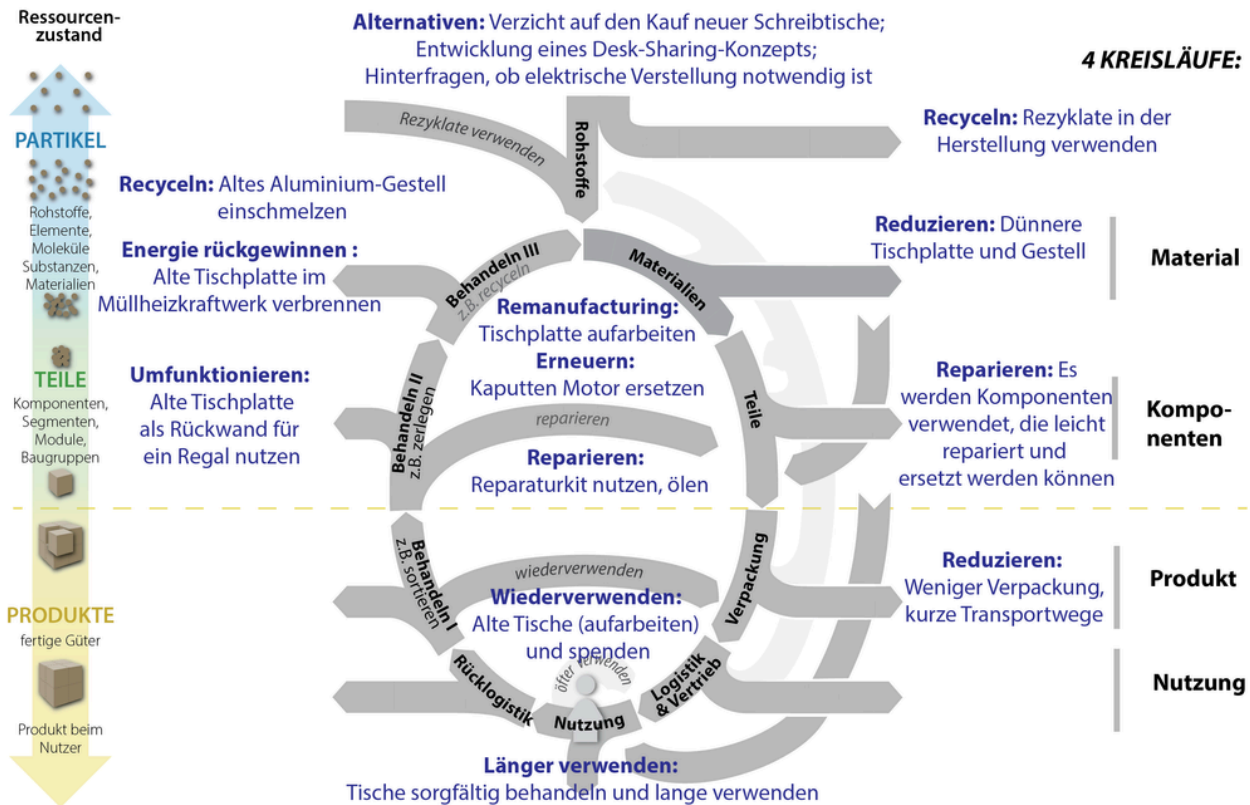 Ressourcen-
zustand
PARTIKEL
Rohstoffe,
Elemente,
Moleküle
Substanzen,
Materialien
TEILE
Komponenten,
Segmenten,
Module,
Baugruppen
PRODUKTE
fertige Güter
Produkt beim
Nutzer
Alternativen: Verzicht auf den Kauf neuer Schreibtische;
Entwicklung eines Desk-Sharing-Konzepts;
Hinterfragen, ob elektrische Verstellung notwendig ist
4 KREISLÄUFE:
Rezyklate verwenden
Rohstoffe
Recyceln: Rezyklate in der
Herstellung verwenden
Recyceln: Altes Aluminium-Gestell
einschmelzen
Energie rückgewinnen :
Alte Tischplatte im
Müllheizkraftwerk verbrennen
Behandeln III
z.B. recyceln
Materialien
Reduzieren: Dünnere
Tischplatte und Gestell
Material
Remanufacturing:
Tischplatte aufarbeiten
Erneuern:
Kaputten Motor ersetzen
Umfunktionieren:
Alte Tischplatte
als Rückwand für
ein Regal nutzen
Behandeln II
z.B. zerlegen
reparieren
Reparieren:
Reparaturkit nutzen, ölen
Teile
Reparieren: Es
werden Komponenten
verwendet, die leicht
repariert und
ersetzt werden können
Kompo-
nenten
Behandeln I
z.B. sortieren
wiederverwenden
Wiederverwenden:
Alte Tische (aufarbeiten)
und spenden
Verpackung
Reduzieren:
Weniger Verpackung,
kurze Transportwege
Produkt
Rücklogistik
öfter verwenden
Nutzung
Logistik
& Vertrieb
Nutzung
Länger verwenden:
Tische sorgfältig behandeln und lange verwenden